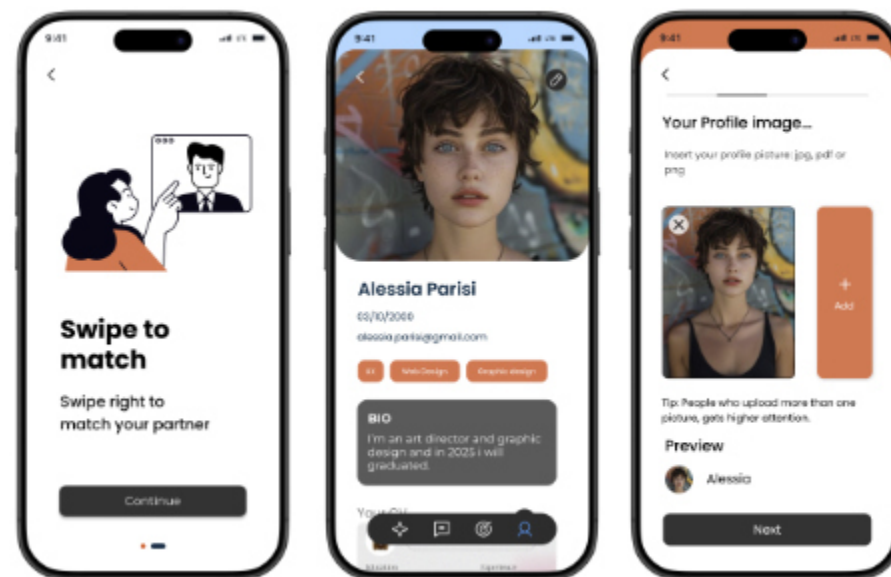 9:41
Swipe to
match
Swipe right to
match your partner
Continue
9:41
Alessia Parisi
03/10/2000
alessia.parisi@gmail.com
Web Design
Graphic design
BIO
I'm an art director and graphic
design and in 2025 i will
graduated.
Your CV
9:41
Your Profile image...
Insert your profile picture: jpg, pdf or
png
+
Add
Tip: People who upload more than one
picture, gets higher attention.
Preview
Alessia
Next